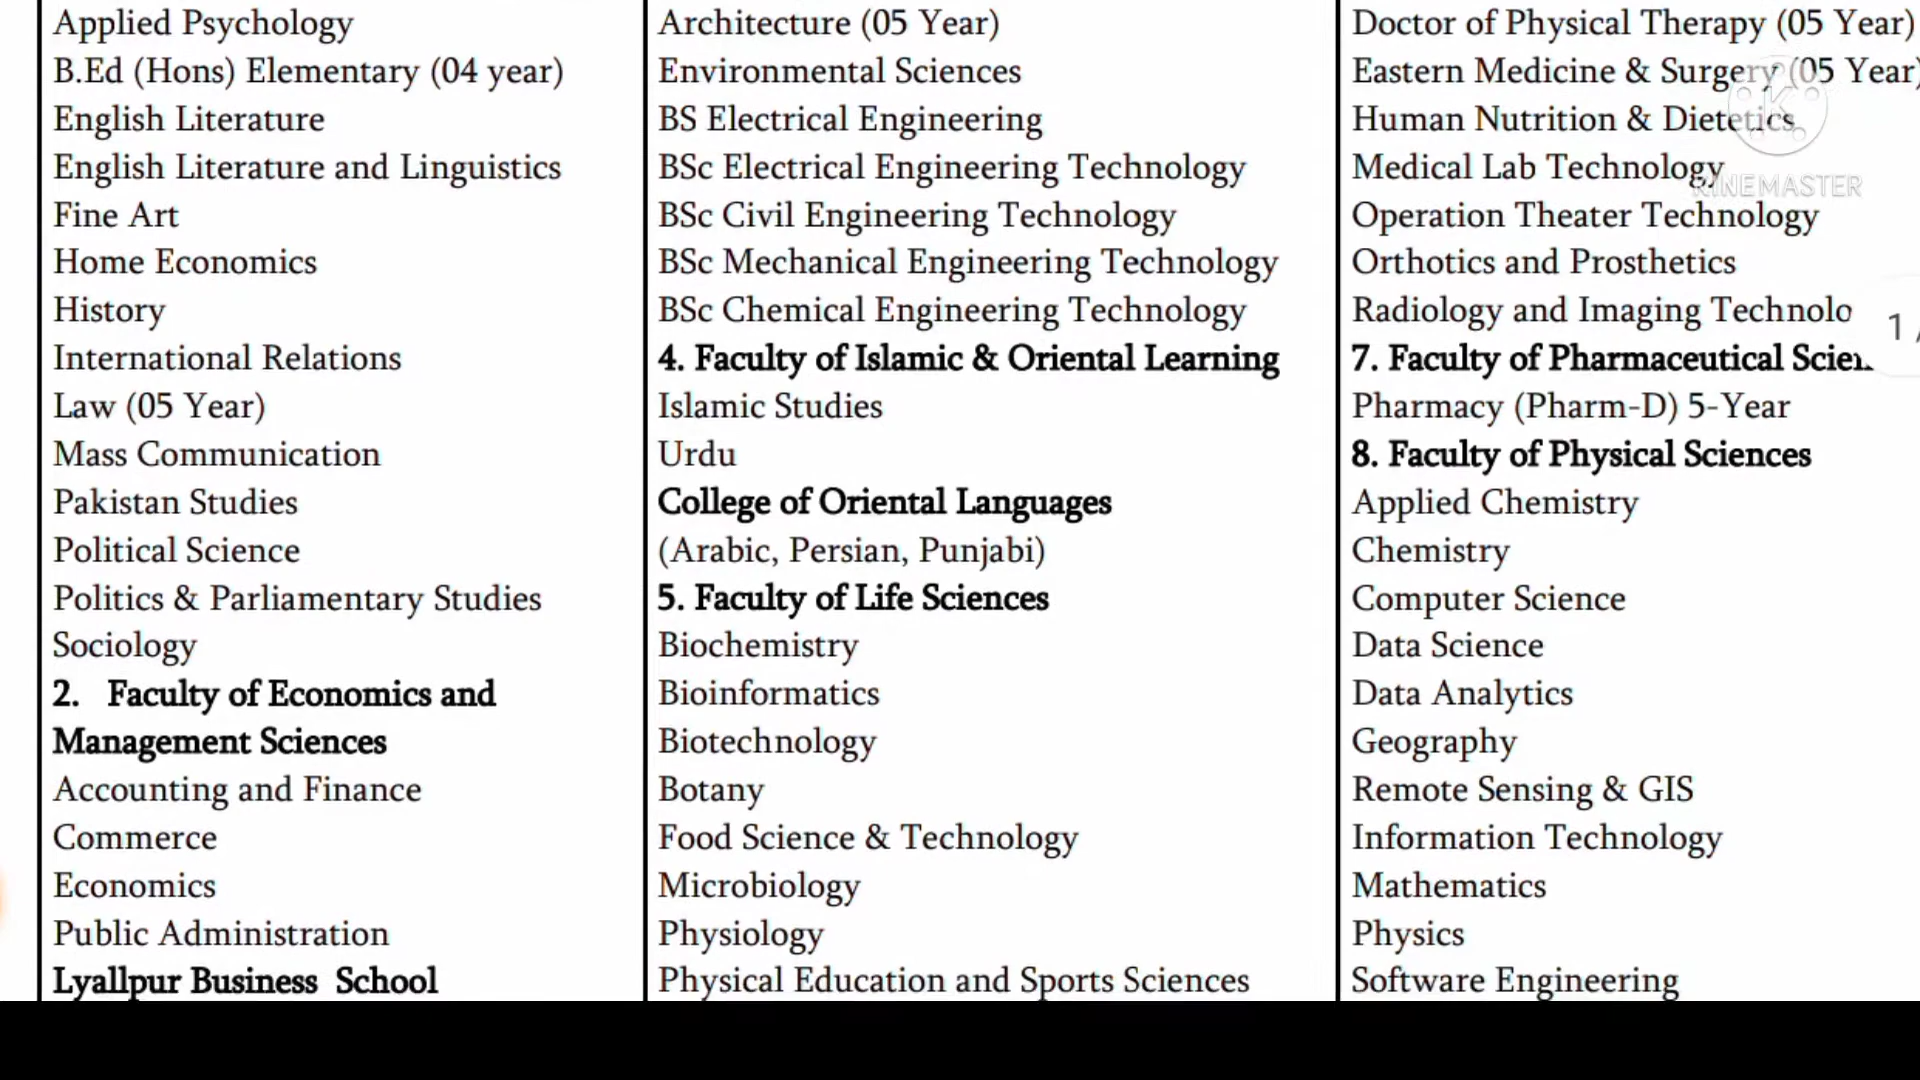 Applied Psychology
B.Ed (Hons) Elementary (04 year)
English Literature
English Literature and Linguistics
Fine Art
Home Economics
History
International Relations
Law (05 Year)
Mass Communication
Pakistan Studies
Political Science
Politics & Parliamentary Studies
Sociology
2. Faculty of Economics and
Management Sciences
Accounting and Finance
Commerce
Economics
Public Administration
Lyallpur Business School
Architecture (05 Year)
Environmental Sciences
BS Electrical Engineering
BSc Electrical Engineering Technology
BSc Civil Engineering Technology
BSc Mechanical Engineering Technology
BSc Chemical Engineering Technology
4. Faculty of Islamic & Oriental Learning
Islamic Studies
Urdu
College of Oriental Languages
(Arabic, Persian, Punjabi)
5. Faculty of Life Sciences
Biochemistry
Bioinformatics
Biotechnology
Botany
Food Science & Technology
Microbiology
Physiology
Physical Education and Sports Sciences
Doctor of Physical Therapy (05 Year)
Eastern Medicine & Surgery (05 Year)
Human Nutrition & Dietetics
Medical Lab Technology
Operation Theater Technology
Orthotics and Prosthetics
Radiology and Imaging Technolo
7. Faculty of Pharmaceutical Scien
Pharmacy (Pharm-D) 5-Year
8. Faculty of Physical Sciences
Applied Chemistry
Chemistry
Computer Science
Data Science
Data Analytics
Geography
Remote Sensing & GIS
Information Technology
Mathematics
Physics
Software Engineering
K
KINEMASTER
1 /